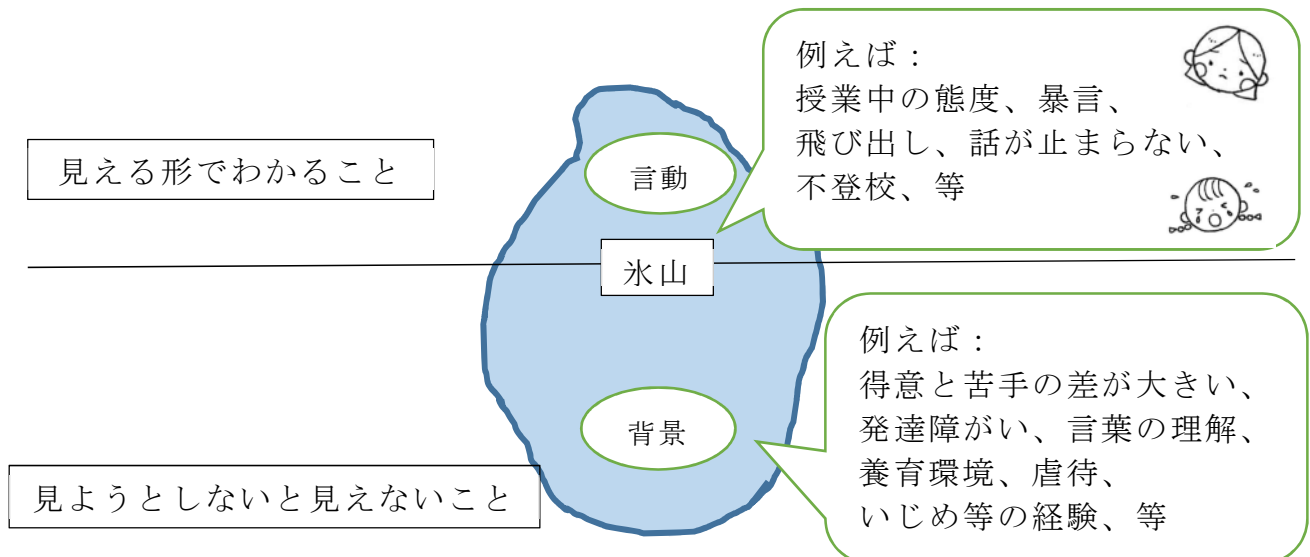 例えば：
授業中の態度、暴言、
飛び出し、話が止まらない、
不登校、等
見える形でわかること
言動
氷山
例えば：
得意と苦手の差が大きい、
発達障がい、言葉の理解、
養育環境、虐待、
いじめ等の経験、等
背景
見ようとしないと見えないこと